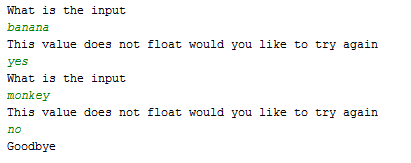 What is the input
banana
This value does not float would you like to try again
yes
What is the input
monkey
This value does not float would you like to try again
no
Goodbye